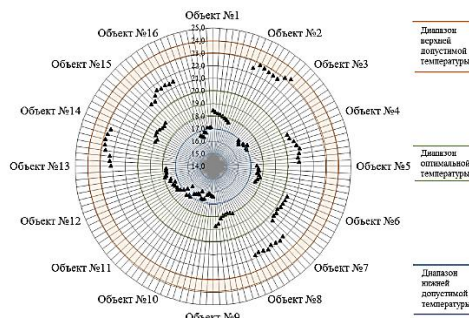 Объект №1
Объект №2
Объект №3
Объект №4
Объект №5
Объект №6
Объект №7
Объект №8
Объект №9
Объект №10
Объект №11
Объект №12
Объект №13
Объект №14
Объект №15
Объект №16
25,0
24,0
23,0
22,0
21,0
20,0
19,0
18,0
17,0
16,0
15,0
14,0
Диапазон
верхней
допустимой
температуры
Диапазон
оптимальной
температуры
Диапазон
нижней
допустимой
температуры